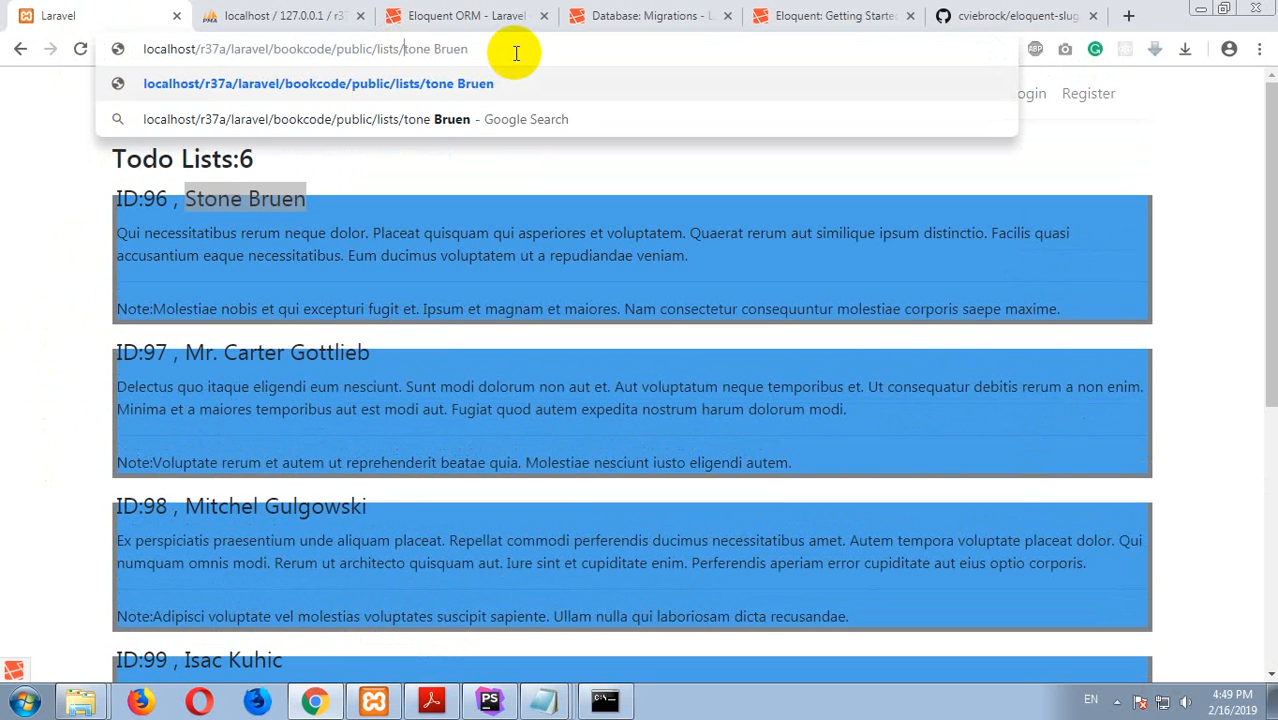 Laravel
localhost / 127.0.0.1 / r37
Eloquent ORM - Laravel
Database: Migrations - L
Eloquent: Getting Starte
cviebrock/eloquent-slug
localhost/r37a/laravel/bookcode/public/lists/tone Bruen
localhost/r37a/laravel/bookcode/public/lists/tone Bruen
localhost/r37a/laravel/bookcode/public/lists/tone Bruen - Google Search
ABP
ogin Register
Todo Lists:6
ID:96 , Stone Bruen
Qui necessitatibus rerum neque dolor. Placeat quisquam qui asperiores et voluptatem. Quaerat rerum aut similique ipsum distinctio. Facilis quasi
accusantium eaque necessitatibus. Eum ducimus voluptatem ut a repudiandae veniam.
Note:Molestiae nobis et qui excepturi fugit et. Ipsum et magnam et maiores. Nam consectetur consequuntur molestiae corporis saepe maxime.
ID:97 , Mr. Carter Gottlieb
Delectus quo itaque eligendi eum nesciunt. Sunt modi dolorum non aut et. Aut voluptatum neque temporibus et. Ut consequatur debitis rerum a non enim.
Minima et a maiores temporibus aut est modi aut. Fugiat quod autem expedita nostrum harum dolorum modi.
Note:Voluptate rerum et autem ut reprehenderit beatae quia. Molestiae nesciunt iusto eligendi autem.
ID:98 , Mitchel Gulgowski
Ex perspiciatis praesentium unde aliquam placeat. Repellat commodi perferendis ducimus necessitatibus amet. Autem tempora voluptate placeat dolor. Qui
numquam omnis modi. Rerum ut architecto quisquam aut. Iure sint et cupiditate enim. Perferendis aperiam error cupiditate aut eius optio corporis.
Note:Adipisci voluptate vel molestias voluptates suscipit sapiente. Ullam nulla qui laboriosam dicta recusandae.
ID:99 , Isac Kuhic
PS
EN
4:49 PM
2/16/2019